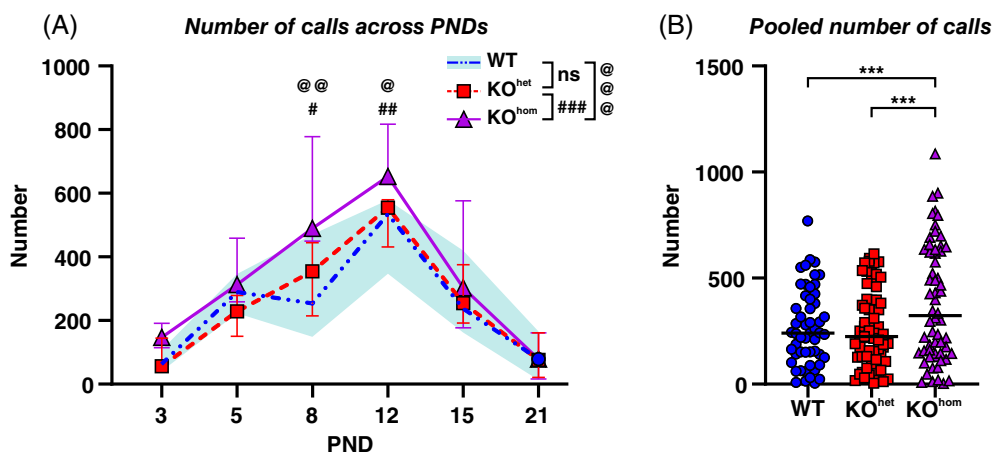 (A) Number of calls across PNDs
WT
KO^het ns @
KO^hom ### @
@
@ @ @
# ##
1000
800
600
400
200
0
Number
3 5 8 12 15 21
PND
(B) Pooled number of calls
***
***
1500
1000
500
0
Number
WT KO^het KO^hom